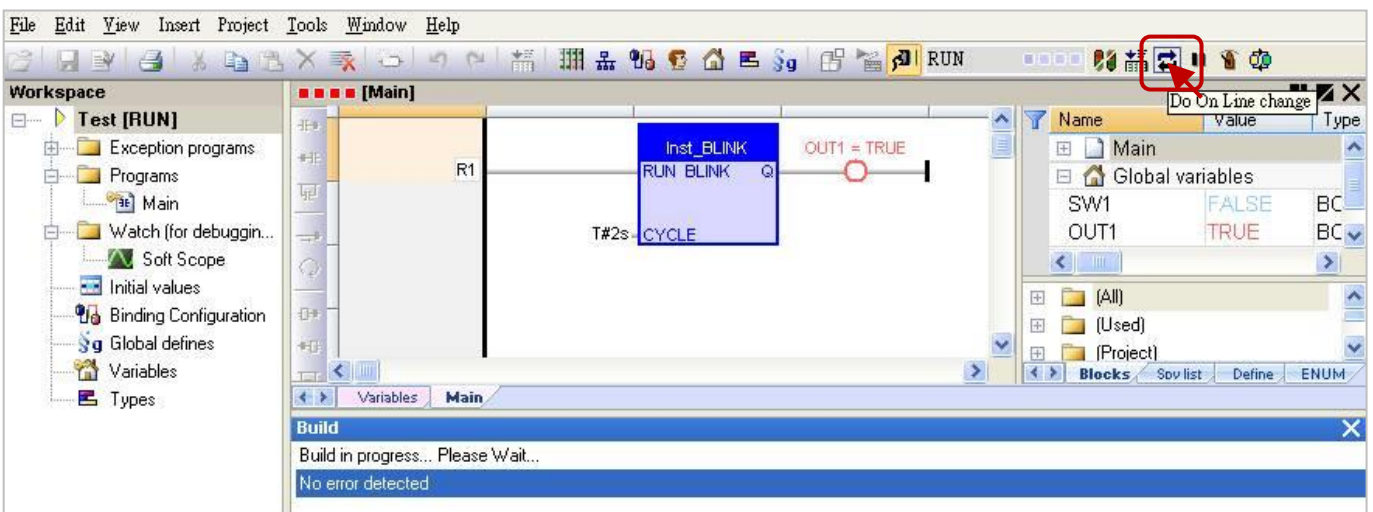 File Edit View Insert Project Tools Window Help
RUN
Do On Line change
Workspace
Test [RUN]
Exception programs
Programs
Main
Watch (for debuggin...
Soft Scope
Initial values
Binding Configuration
Global defines
Variables
Types
[Main]
R1
Inst_BLINK
RUN BLINK Q
T#2s CYCLE
OUT1 = TRUE
Name Value Type
Main
Global variables
SW1 FALSE BC
OUT1 TRUE BC
(All)
(Used)
(Project)
Blocks Spy list Define ENUM
Variables Main
Build
Build in progress... Please Wait...
No error detected